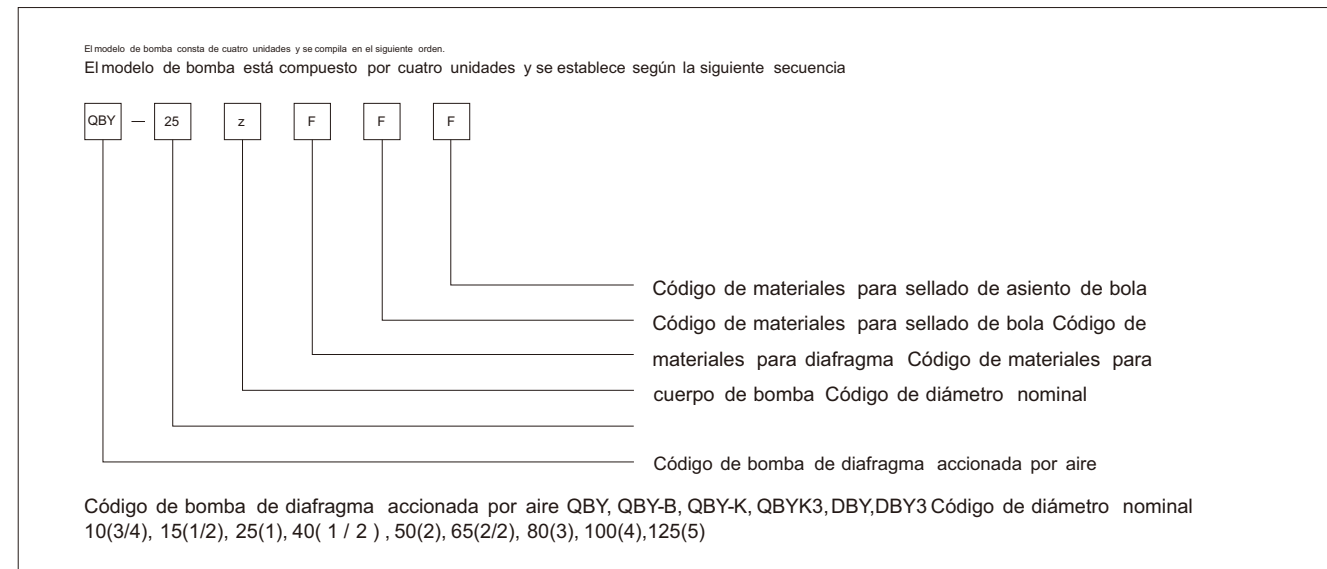 El modelo de bomba consta de cuatro unidades y se compila en el siguiente orden.
El modelo de bomba está compuesto por cuatro unidades y se establece según la siguiente secuencia
QBY — 25 z F F F
Código de materiales para sellado de asiento de bola
Código de materiales para sellado de bola Código de
materiales para diafragma Código de materiales para
cuerpo de bomba Código de diámetro nominal
Código de bomba de diafragma accionada por aire
Código de bomba de diafragma accionada por aire QBY, QBY-B, QBY-K, QBYK3, DBY,DBY3 Código de diámetro nominal
10(3/4), 15(1/2), 25(1), 40( 1 / 2 ) , 50(2), 65(2/2), 80(3), 100(4),125(5)